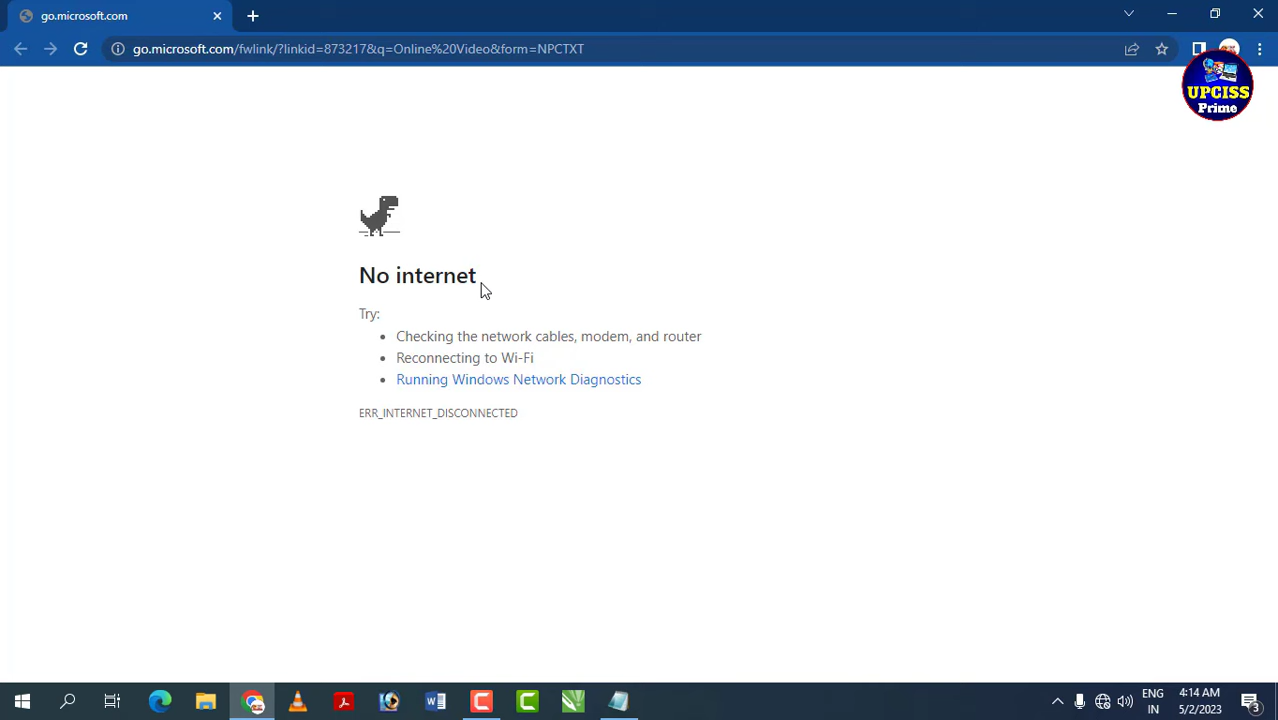 go.microsoft.com
go.microsoft.com/fwlink/?linkid=873217&q=Online%20Video&form=NPCTXT
UPCISS
Prime
No internet
Try:
Checking the network cables, modem, and router
Reconnecting to Wi-Fi
Running Windows Network Diagnostics
ERR_INTERNET_DISCONNECTED
ENG
IN
4:14 AM
5/2/2023
3